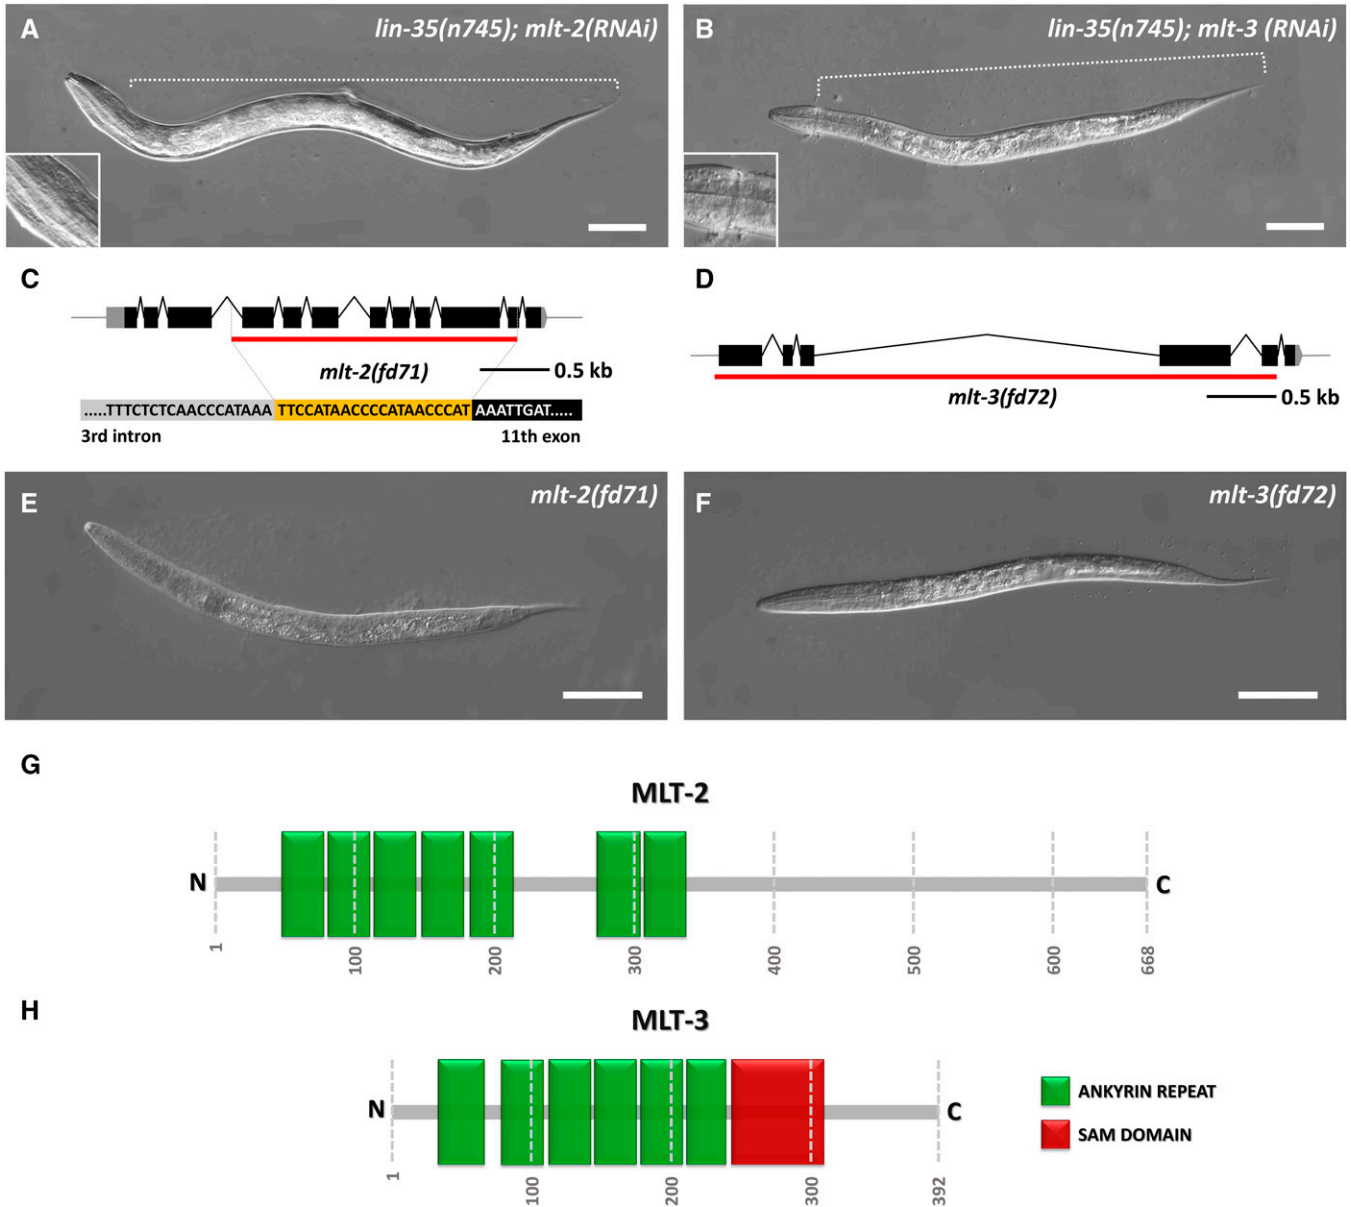 A
lin-35(n745); mlt-2(RNAi)
B
lin-35(n745); mlt-3 (RNAi)
C
mlt-2(fd71)
0.5 kb
.....TTTCTCTCAACCCATAAA TTCCATAACCCCATAACCCAT AAATTGAT.....
3rd intron
11th exon
D
mlt-3(fd72)
0.5 kb
E
mlt-2(fd71)
F
mlt-3(fd72)
G
MLT-2
N
C
1
100
200
300
400
500
600
668
H
MLT-3
N
C
1
100
200
300
392
ANKYRIN REPEAT
SAM DOMAIN